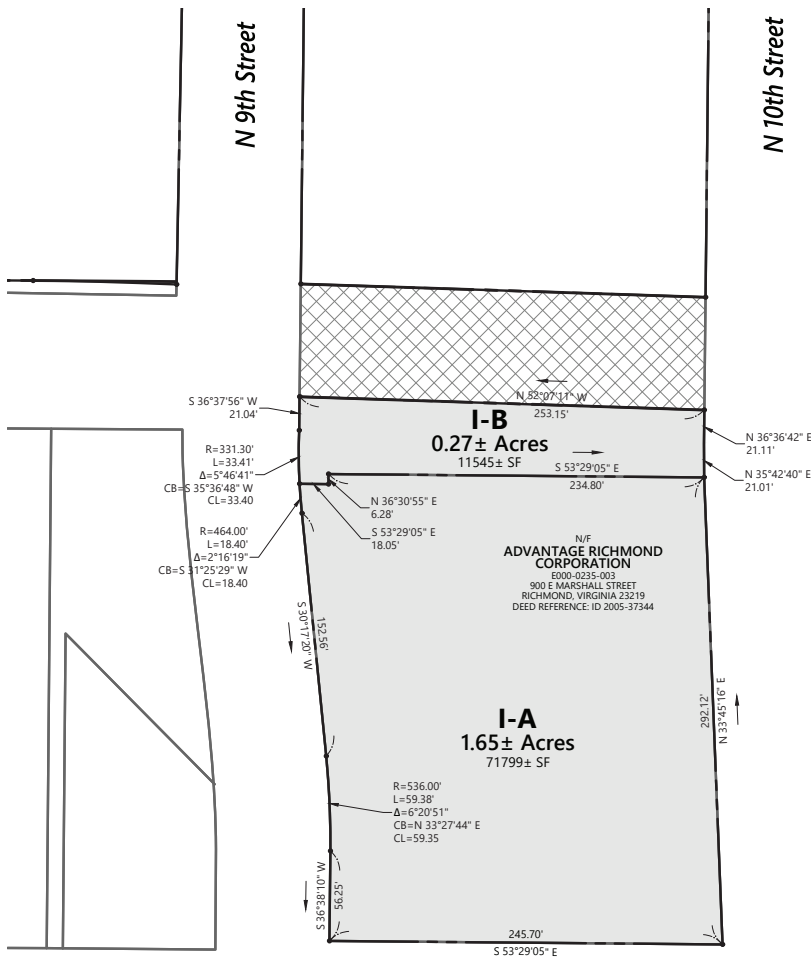 N 9th Street
N 10th Street
S 36°37'56" W
21.04'
N 52°07'11" W
253.15'
I-B
0.27± Acres
11545± SF
S 53°29'05" E
234.80'
N 36°36'42" E
21.11'
N 35°42'40" E
21.01'
R=331.30'
L=33.41'
Δ=5°46'41"
CB=S 35°36'48" W
CL=33.40
N 36°30'55" E
6.28'
S 53°29'05" E
18.05'
R=464.00'
L=18.40'
Δ=2°16'19"
CB=S 31°25'29" W
CL=18.40
N/F
ADVANTAGE RICHMOND
CORPORATION
E000-0235-003
900 E MARSHALL STREET
RICHMOND, VIRGINIA 23219
DEED REFERENCE: ID 2005-37344
152.56'
S 30°17'20" W
292.12'
N 33°45'16" E
I-A
1.65± Acres
71799± SF
R=536.00'
L=59.38'
Δ=6°20'51"
CB=N 33°27'44" E
CL=59.35
S 36°38'10" W
56.25'
245.70'
S 53°29'05" E